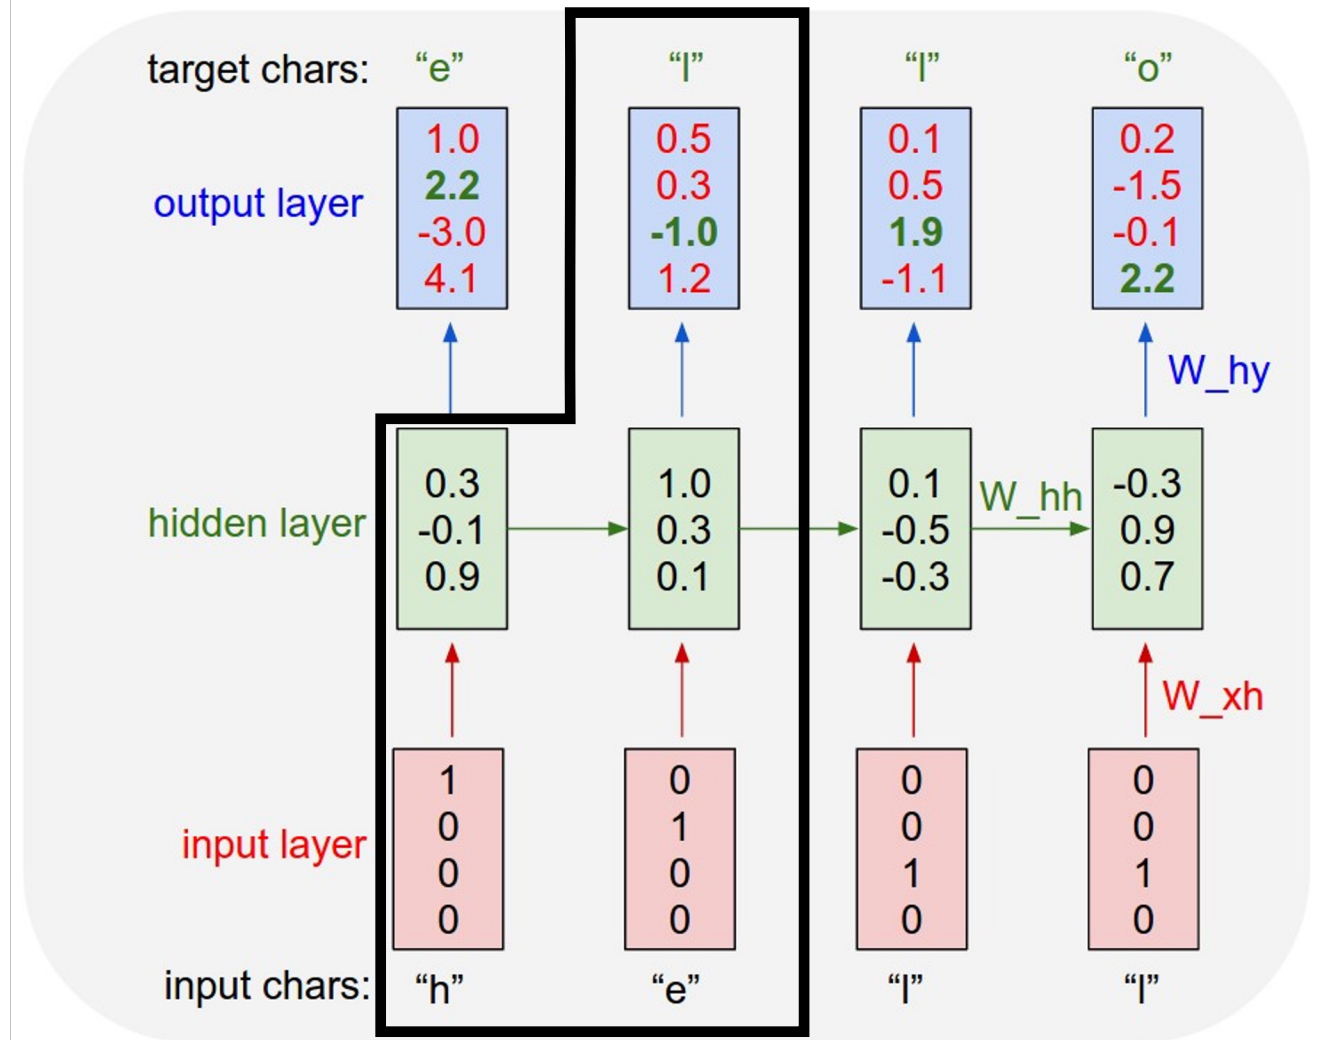 target chars: “e” “l” “l” “o”
1.0 0.5 0.1 0.2
2.2 0.3 0.5 -1.5
output layer -3.0 -1.0 1.9 -0.1
4.1 1.2 -1.1 2.2
W_hy
0.3 1.0 0.1 W_hh -0.3
hidden layer -0.1 0.3 -0.5 0.9
0.9 0.1 -0.3 0.7
W_xh
1 0 0 0
0 1 0 0
input layer 0 0 1 1
0 0 0 0
input chars: “h” “e” “l” “l”